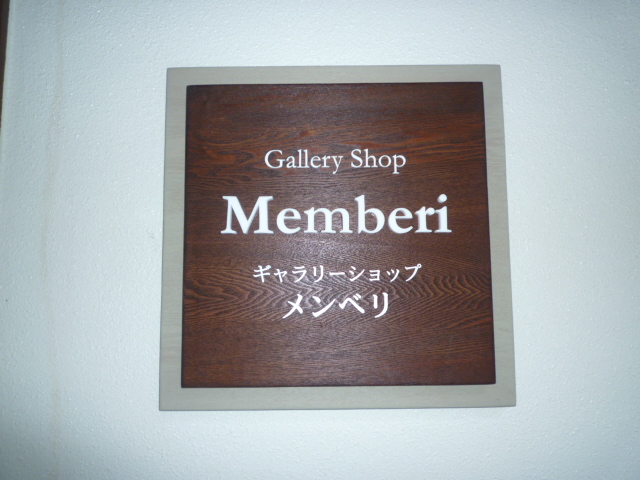 Gallery Shop
Memberi
ギャラリーショップ
メンベリ